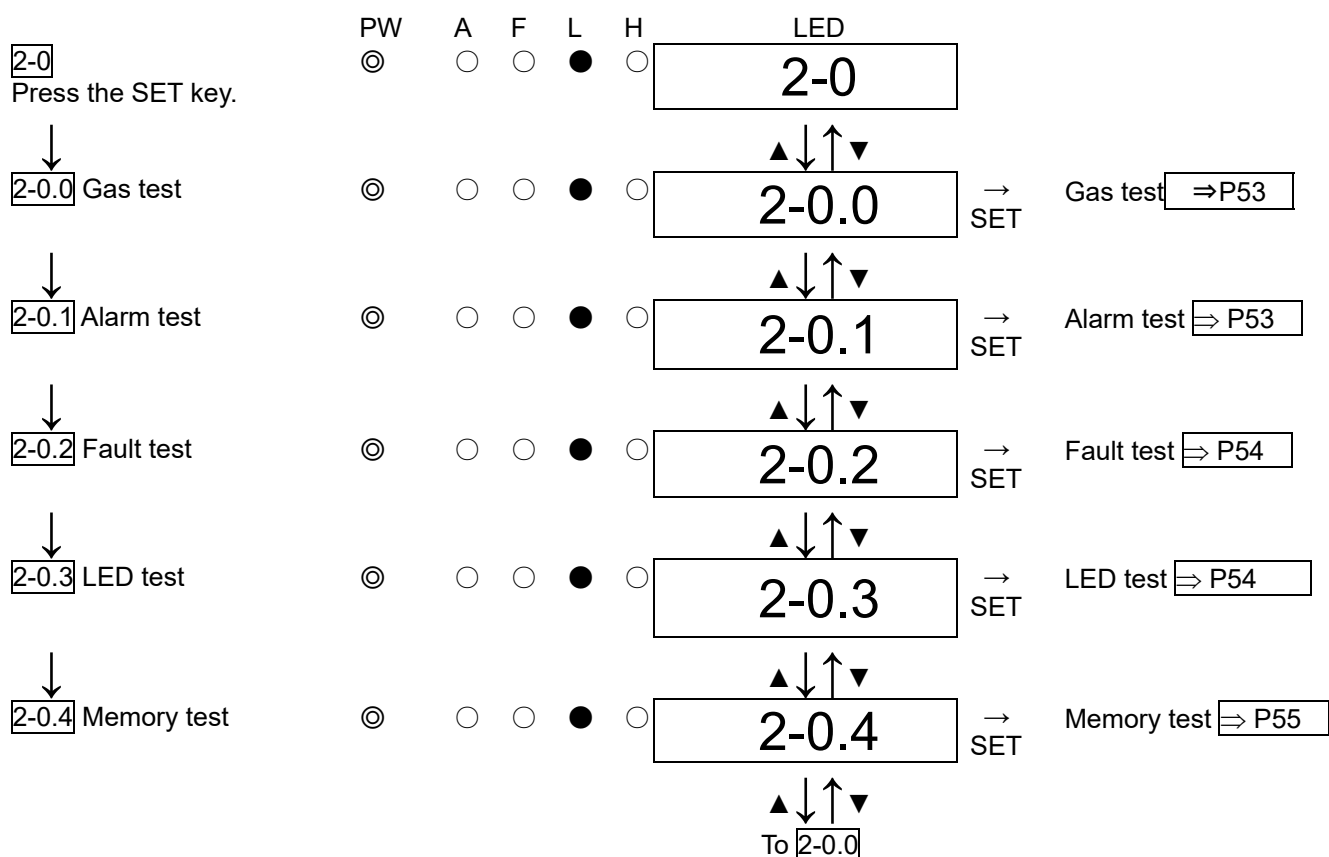 PW A F L H LED
2-0 ◎ ○ ○ ● ○ 2-0
Press the SET key.
↓ ▲↓↑▼
2-0.0 Gas test ◎ ○ ○ ● ○ 2-0.0 → Gas test ⇒P53
SET
↓ ▲↓↑▼
2-0.1 Alarm test ◎ ○ ○ ● ○ 2-0.1 → Alarm test ⇒ P53
SET
↓ ▲↓↑▼
2-0.2 Fault test ◎ ○ ○ ● ○ 2-0.2 → Fault test ⇒ P54
SET
↓ ▲↓↑▼
2-0.3 LED test ◎ ○ ○ ● ○ 2-0.3 → LED test ⇒ P54
SET
↓ ▲↓↑▼
2-0.4 Memory test ◎ ○ ○ ● ○ 2-0.4 → Memory test ⇒ P55
SET
▲↓↑▼
To 2-0.0